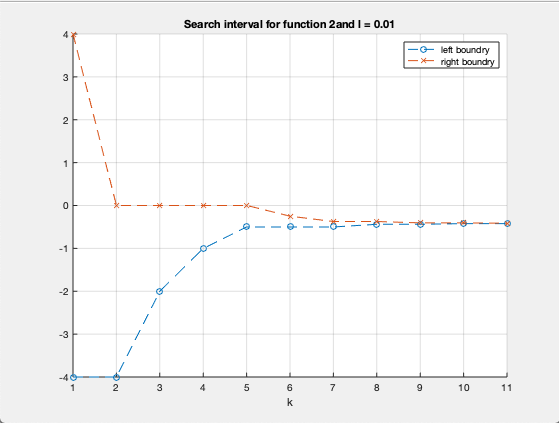 Search interval for function 2and l = 0.01
left boundry
right boundry
4
3
2
1
0
-1
-2
-3
-4
1 2 3 4 5 6 7 8 9 10 11
k